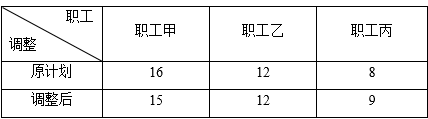 职工
调整
职工甲 职工乙 职工丙
原计划 16 12 8
调整后 15 12 9